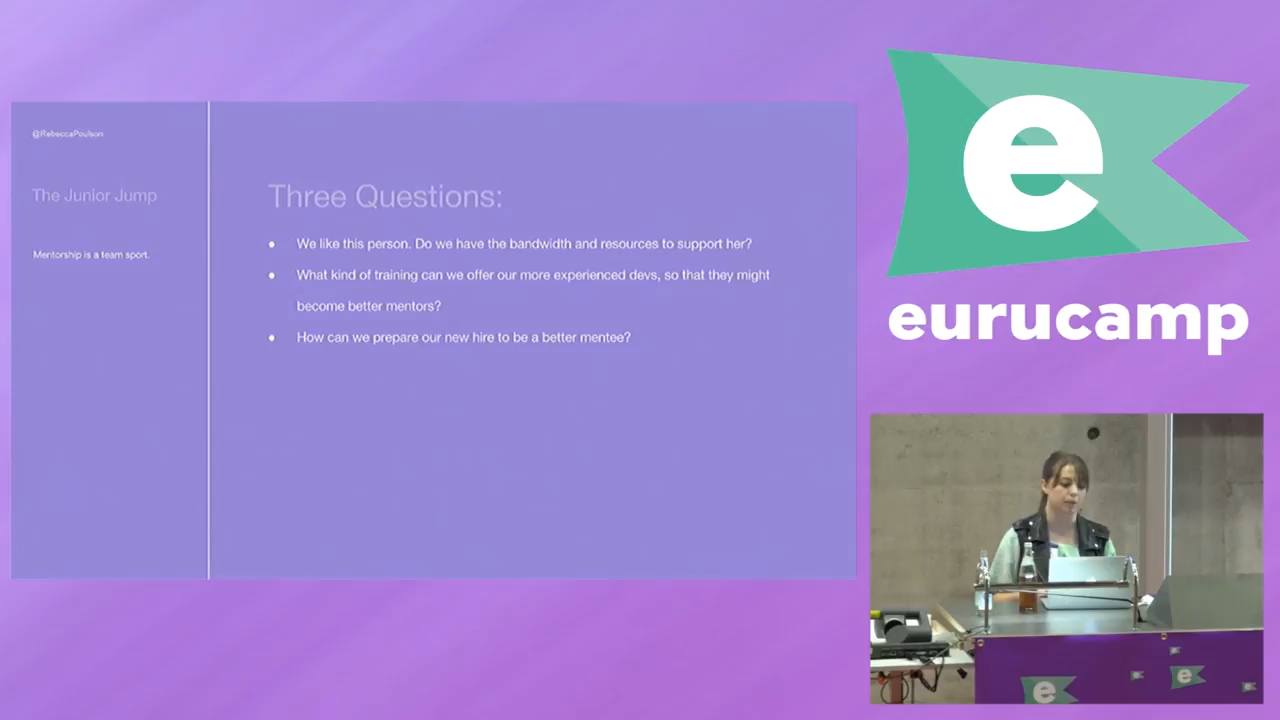 @RebeccaPoulson
The Junior Jump
Mentorship is a team sport.
Three Questions:
• We like this person. Do we have the bandwidth and resources to support her?
• What kind of training can we offer our more experienced devs, so that they might
become better mentors?
• How can we prepare our new hire to be a better mentee?
e
eurucamp
e
e
e
e
e